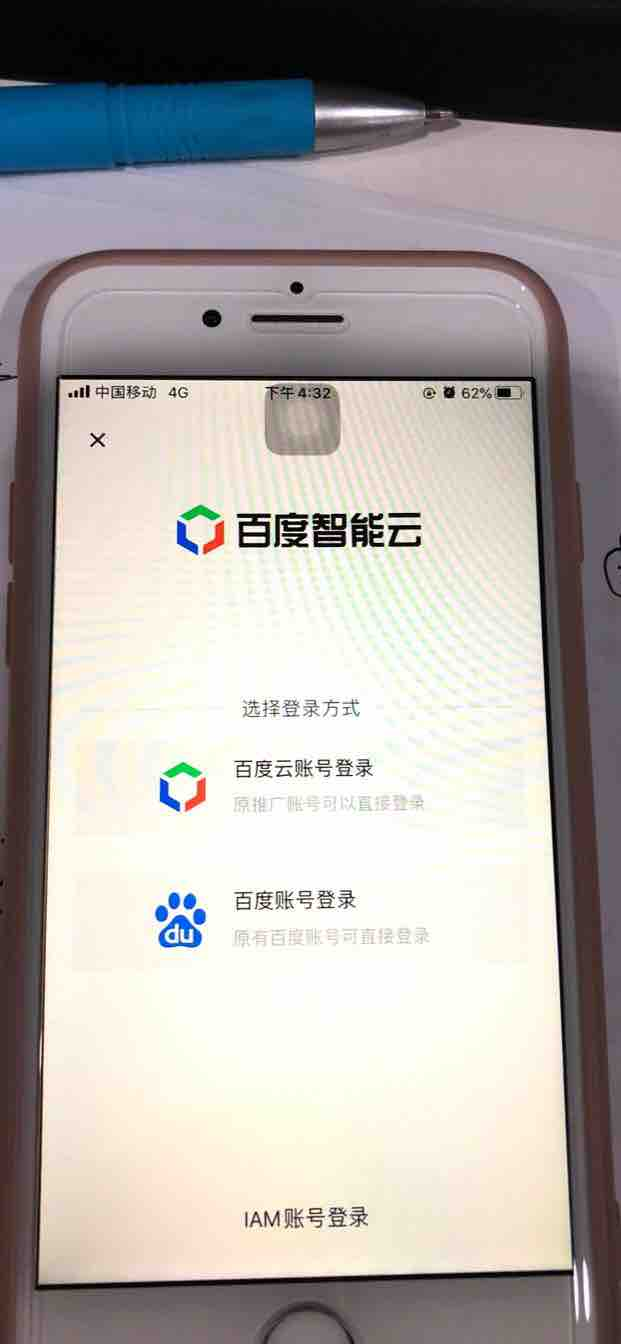 中国移动 4G 下午4:32 62%
百度智能云
选择登录方式
百度云账号登录
原推广账号可以直接登录
du 百度账号登录
原有百度账号可直接登录
IAM账号登录